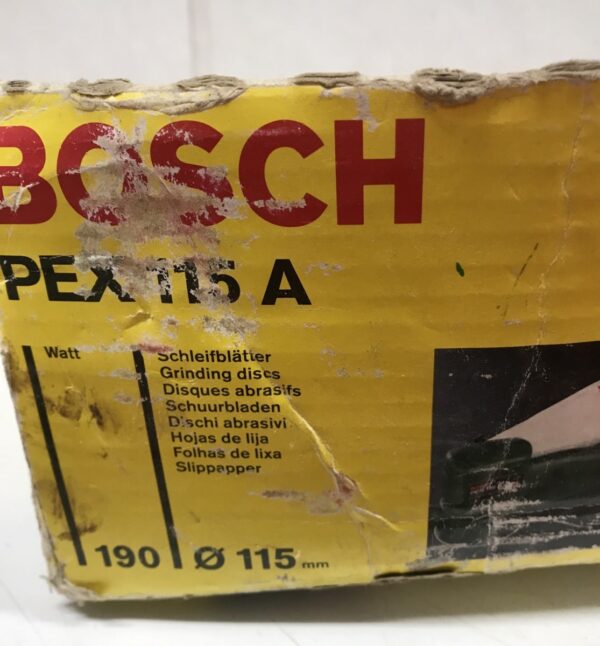 BOSCH
PEX 115 A
Watt
Schleifblätter
Grinding discs
Disques abrasifs
Schuurbladen
Dischi abrasivi
Hojas de lija
Folhas de lixa
Slippapper
190
Ø 115 mm